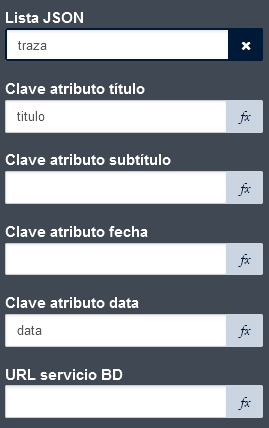 Lista JSON
traza
Clave atributo título
titulo
fx
Clave atributo subtítulo
fx
Clave atributo fecha
fx
Clave atributo data
data
fx
URL servicio BD
fx